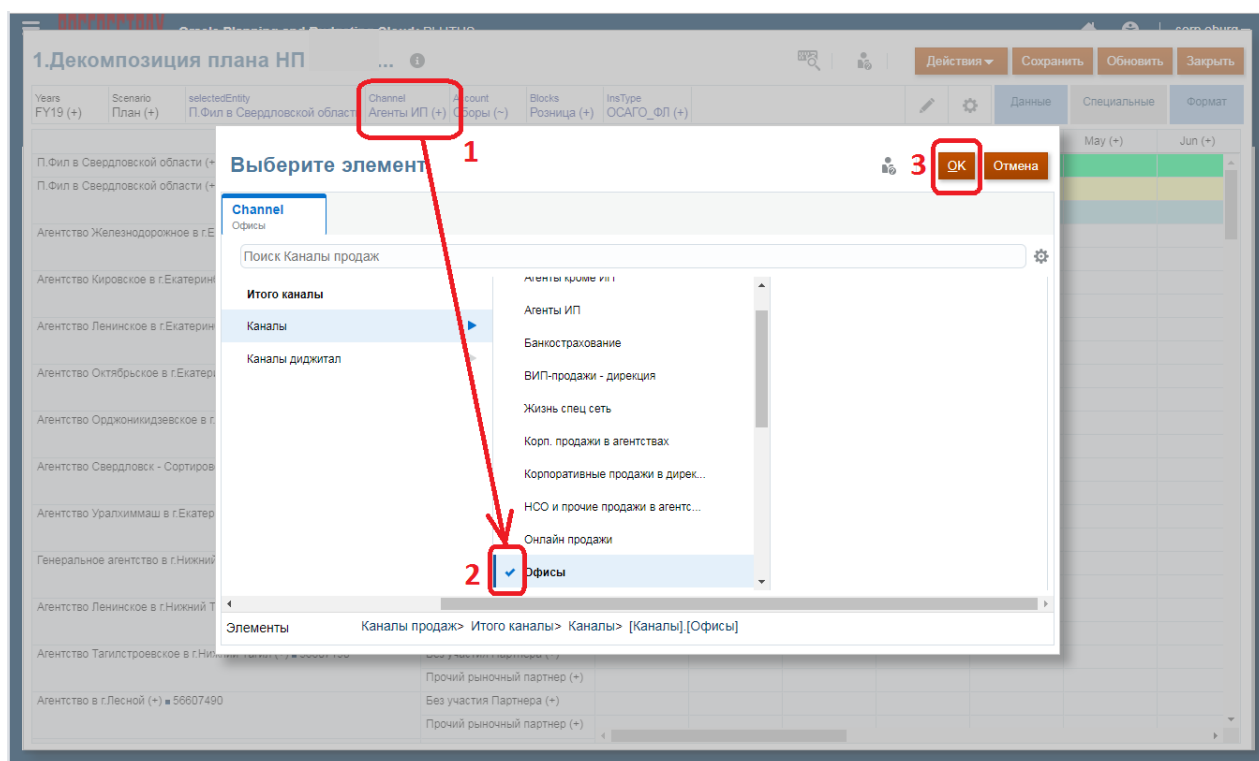 1.Декомпозиция плана НП ...
Действия Сохранить Обновить Закрыть
Years Scenario selectedEntity Channel Account Blocks InsType
FY19 (+) План (+) П.Фил в Свердловской област Агенты ИП (+) Сборы (~) Розница (+) ОСАГО_ФЛ (+)
Данные Специальные Формат
1
May (+) Jun (+)
П.Фил в Свердловской области (+
П.Фил в Свердловской области (+
Выберите элемент
3 OK Отмена
Channel
Офисы
Агентство Железнодорожное в г.Е
Поиск Каналы продаж
Агентство Кировское в г.Екатерин
Агенты кроме ИП
Итого каналы
Агенты ИП
Агентство Ленинское в г.Екатерин
Каналы
Банкострахование
Каналы диджитал
Агентство Октябрьское в г.Екатер
ВИП-продажи - дирекция
Жизнь спец сеть
Агентство Орджоникидзевское в г.
Корп. продажи в агентствах
Агентство Свердловск - Сортиров
Корпоративные продажи в дирек...
Агентство Уралхиммаш в г.Екатер
НСО и прочие продажи в агентс...
Онлайн продажи
Генеральное агентство в г.Нижний
2 Офисы
Агентство Ленинское в г.Нижний Т
Элементы Каналы продаж> Итого каналы> Каналы> [Каналы].[Офисы]
Агентство Тагилстроевское в г.Ниж
Прочий рыночный партнер (+)
Агентство в г.Лесной (+) 56607490 Без участия Партнера (+)
Прочий рыночный партнер (+)